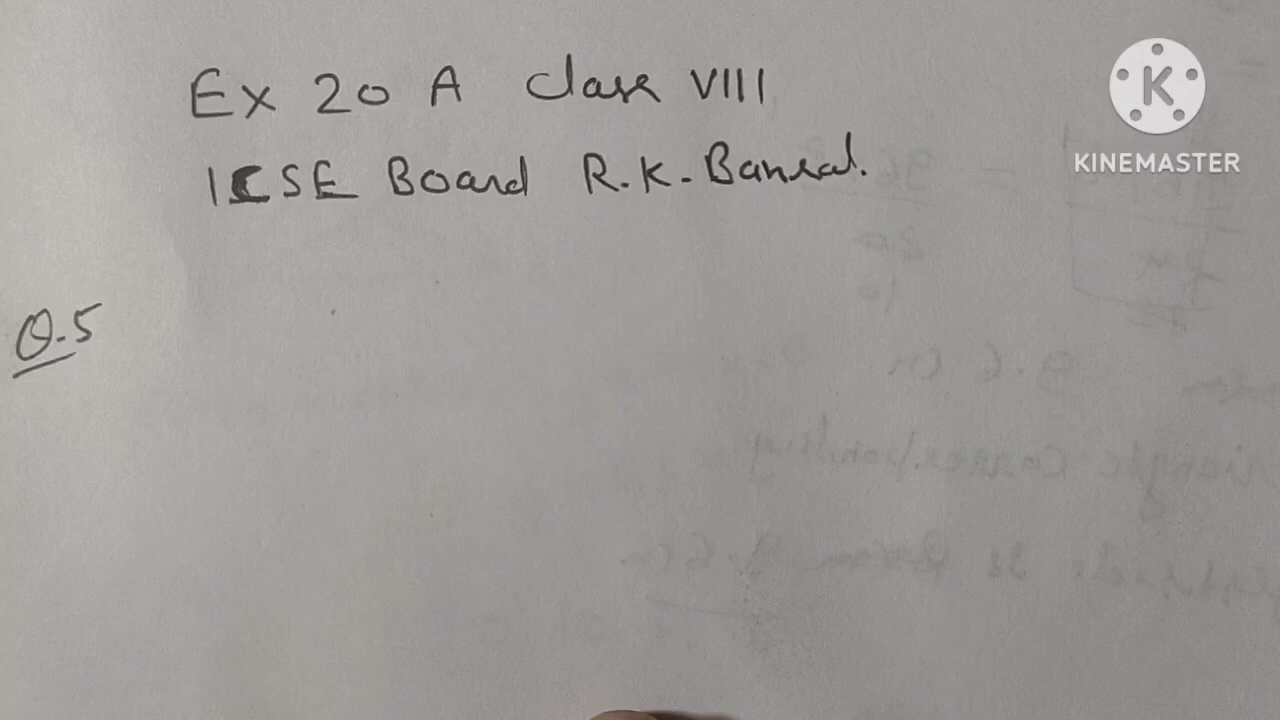 Ex 20 A Class VIII
K
KINEMASTER
ICSE Board R.K. Bansal.
Q.5